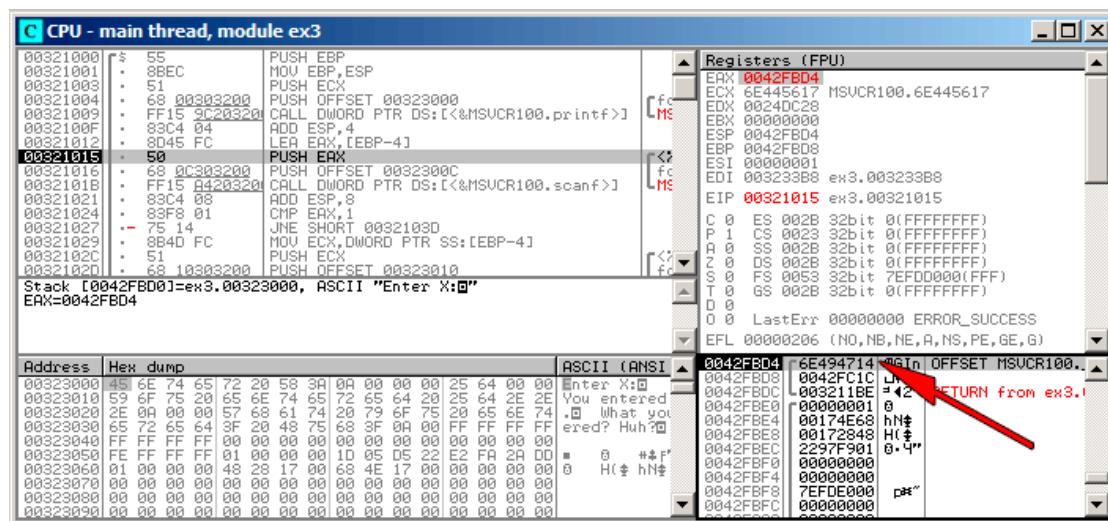 CPU - main thread, module ex3
00321000 $ 55 PUSH EBP
00321001 . 8BEC MOV EBP,ESP
00321003 . 51 PUSH ECX
00321004 . 68 00303200 PUSH OFFSET 00323000
00321009 . FF15 9C203200 CALL DWORD PTR DS:[<&MSVCR100.printf>]
0032100F . 83C4 04 ADD ESP,4
00321012 . 8D45 FC LEA EAX,[EBP-4]
00321015 . 50 PUSH EAX
00321016 . 68 0C303200 PUSH OFFSET 0032300C
0032101B . FF15 A4203200 CALL DWORD PTR DS:[<&MSVCR100.scanf>]
00321021 . 83C4 08 ADD ESP,8
00321024 . 83F8 01 CMP EAX,1
00321027 .- 75 14 JNE SHORT 0032103D
00321029 . 8B4D FC MOV ECX,DWORD PTR SS:[EBP-4]
0032102C . 51 PUSH ECX
0032102D . 68 10303200 PUSH OFFSET 00323010
Stack [0042FBD0]=ex3.00323000, ASCII "Enter X:"
EAX=0042FBD4
Registers (FPU)
EAX 0042FBD4
ECX 6E445617 MSVCR100.6E445617
EDX 0024DC28
EBX 00000000
ESP 0042FBD4
EBP 0042FBD8
ESI 00000001
EDI 003233B8 ex3.003233B8
EIP 00321015 ex3.00321015
C 0 ES 002B 32bit 0(FFFFFFFF)
P 1 CS 0023 32bit 0(FFFFFFFF)
A 0 SS 002B 32bit 0(FFFFFFFF)
Z 0 DS 002B 32bit 0(FFFFFFFF)
S 0 FS 0053 32bit 7EFDD000(FFF)
T 0 GS 002B 32bit 0(FFFFFFFF)
D 0
O 0 LastErr 00000000 ERROR_SUCCESS
EFL 00000206 (NO,NB,NE,A,NS,PE,GE,G)
Address Hex dump ASCII (ANSI
00323000 45 6E 74 65 72 20 58 3A 0A 00 00 00 25 64 00 00 Enter X:
00323010 59 6F 75 20 65 6E 74 65 72 65 64 20 25 64 2E 2E You entered
00323020 2E 0A 00 00 57 68 61 74 20 79 6F 75 20 65 6E 74 . What you
00323030 65 72 65 64 3F 20 48 75 68 3F 0A 00 FF FF FF FF ered? Huh?
00323040 FF FF FF FF 00 00 00 00 00 00 00 00 00 00 00 00
00323050 FE FF FF FF 01 00 00 00 1D 05 D5 22 E2 FA 2A DD
00323060 01 00 00 00 48 28 17 00 68 4E 17 00 00 00 00 00 H( hN
00323070 00 00 00 00 00 00 00 00 00 00 00 00 00 00 00 00
00323080 00 00 00 00 00 00 00 00 00 00 00 00 00 00 00 00
00323090 00 00 00 00 00 00 00 00 00 00 00 00 00 00 00 00
0042FBD4 6E494714 GIn OFFSET MSVCR100.
0042FBD8 0042FC1C
0042FBDC 003211BE RETURN from ex3.
0042FBE0 00000001
0042FBE4 00174E68 hN
0042FBE8 00172848 H(
0042FBEC 2297F901
0042FBF0 00000000
0042FBF4 00000000
0042FBF8 7EFDE000
0042FBFC 00000000